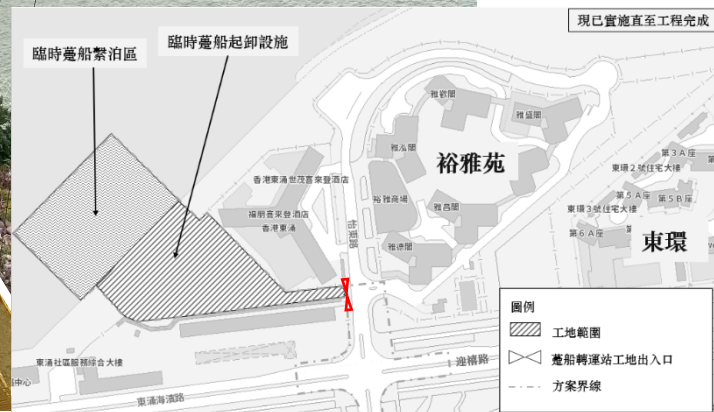 現已實施直至工程完成
臨時躉船繫泊區
臨時躉船起卸設施
雅歡閣
雅盛閣
雅泓閣
裕雅苑
香港東涌世茂喜來登酒店
裕雅商場
福朋喜來登酒店
香港東涌
雅昌閣
怡東路
雅德閣
第3A座
東環2號住宅大樓
第5A座
第5B座
東環3號住宅大樓
第6A座
東環
圖例
工地範圍
躉船轉運站工地出入口
方案界線
東涌社區服務綜合大樓
中心
迎禧路
東涌海濱路